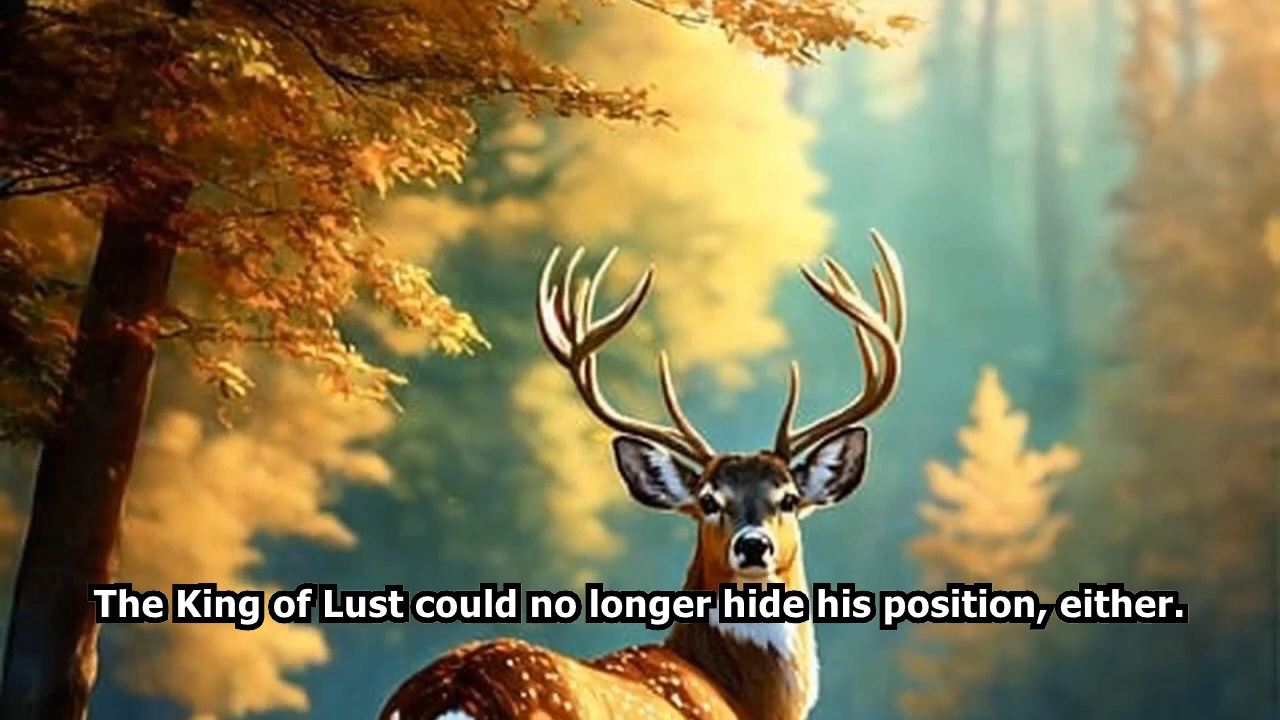 The King of Lust could no longer hide his position, either.